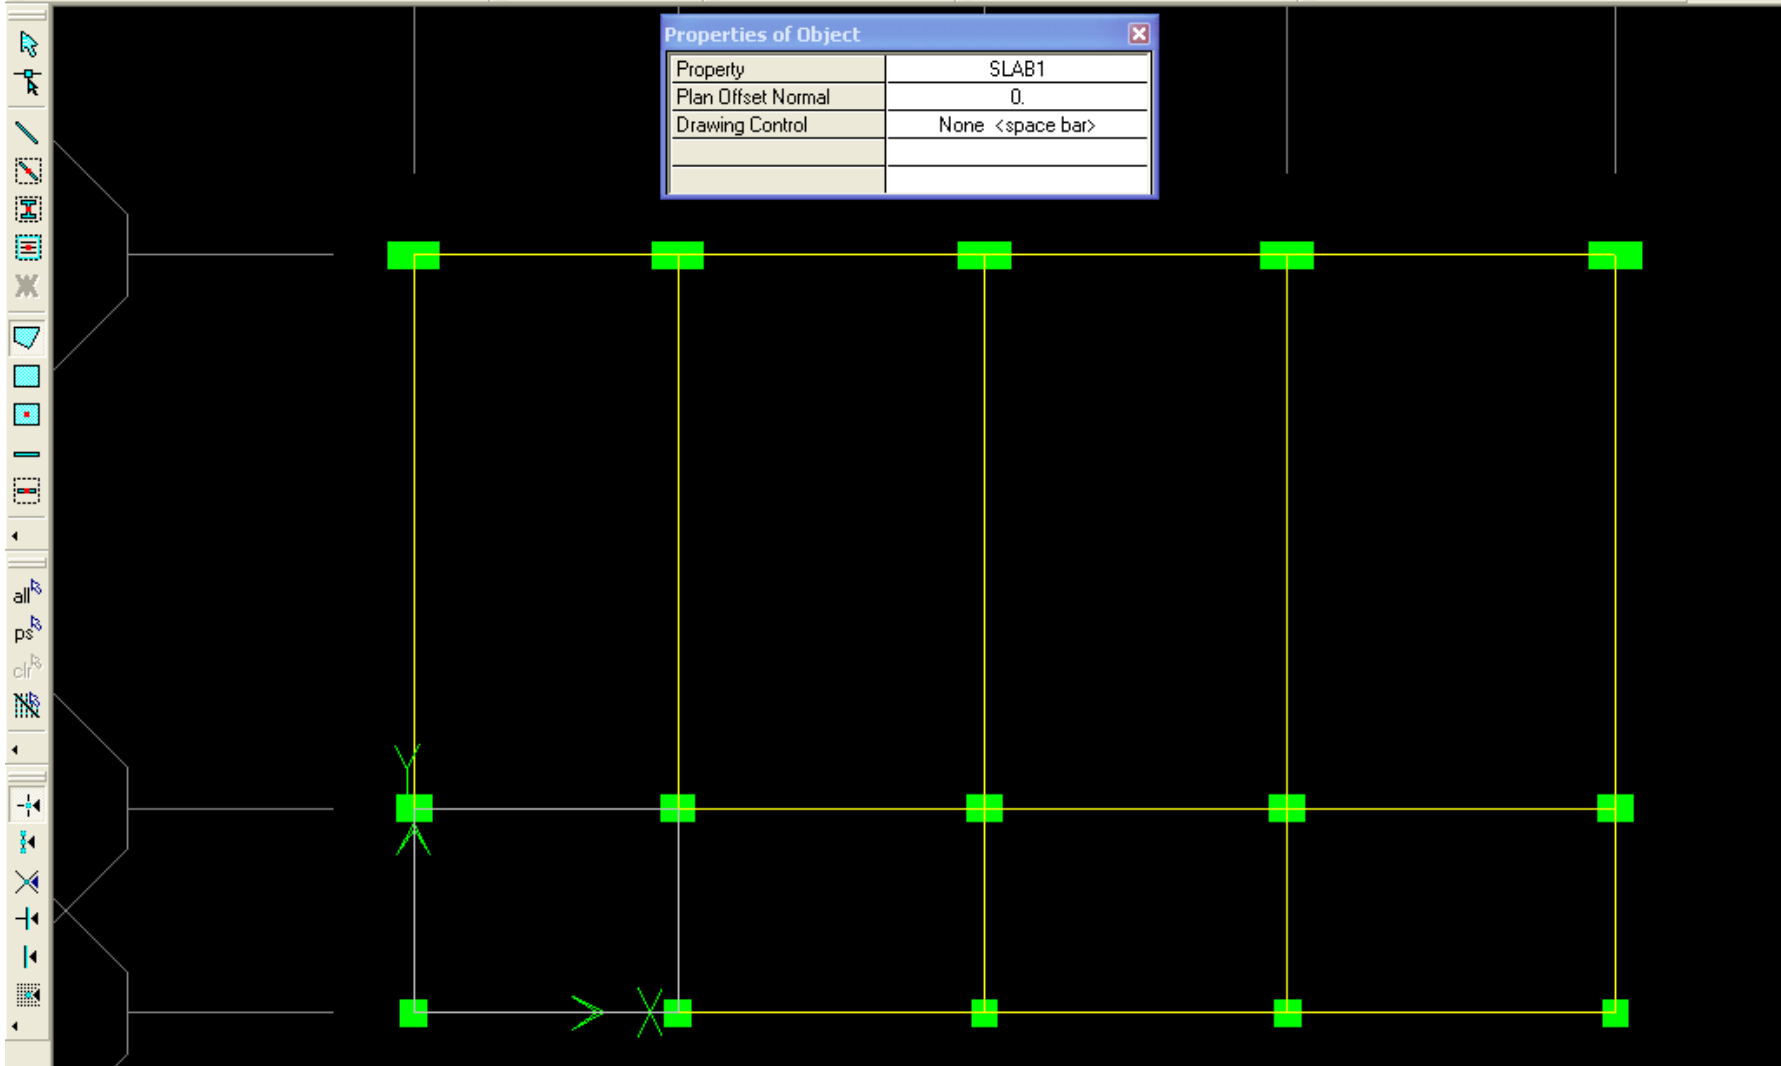 Properties of Object
Property SLAB1
Plan Offset Normal 0.
Drawing Control None <space bar>
all
ps
clr
Y
X